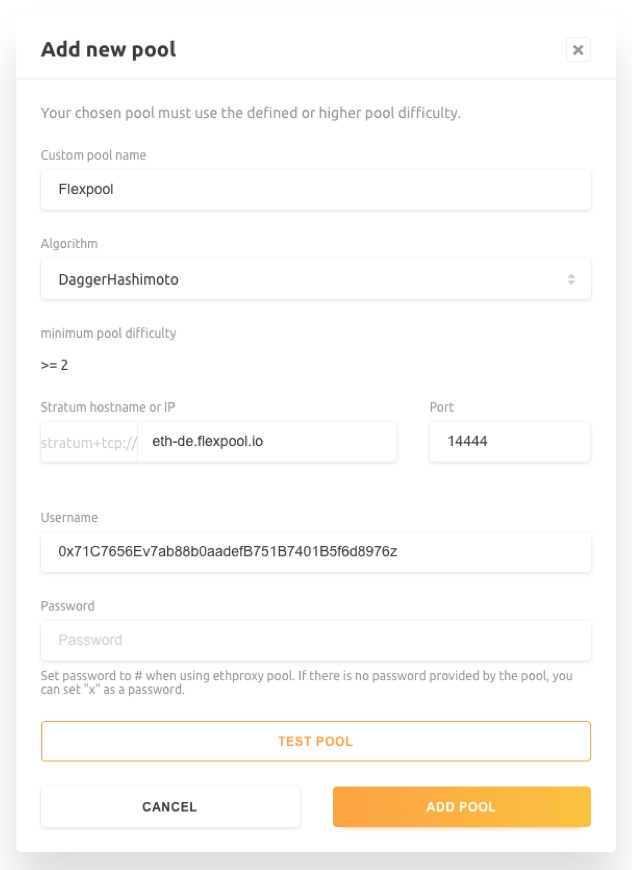 Add new pool
Your chosen pool must use the defined or higher pool difficulty.
Custom pool name
Flexpool
Algorithm
DaggerHashimoto
minimum pool difficulty
>= 2
Stratum hostname or IP
Port
stratum+tcp:// eth-de.flexpool.io
14444
Username
0x71C7656Ev7ab88b0aadefB751B7401B5f6d8976z
Password
Password
Set password to # when using ethproxy pool. If there is no password provided by the pool, you
can set "x" as a password.
TEST POOL
CANCEL
ADD POOL